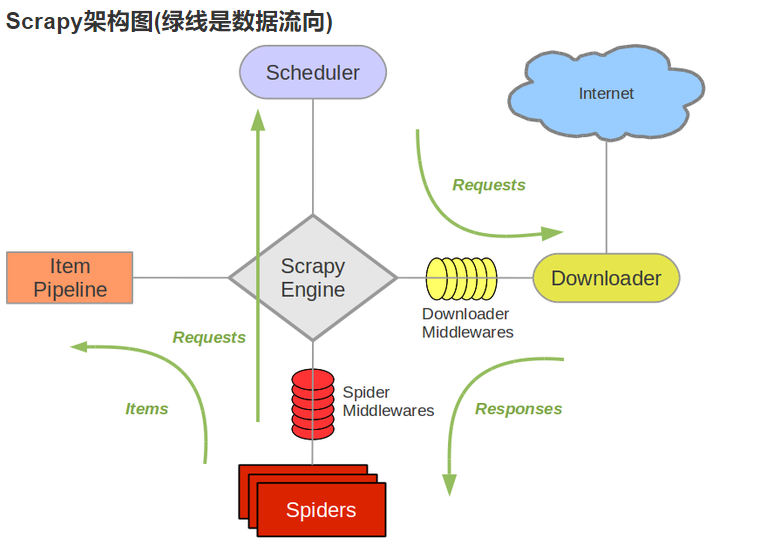 Scrapy架构图(绿线是数据流向)
Scheduler
Internet
Requests
Item
Pipeline
Scrapy
Engine
Downloader
Downloader
Middlewares
Requests
Spider
Middlewares
Items
Responses
Spiders